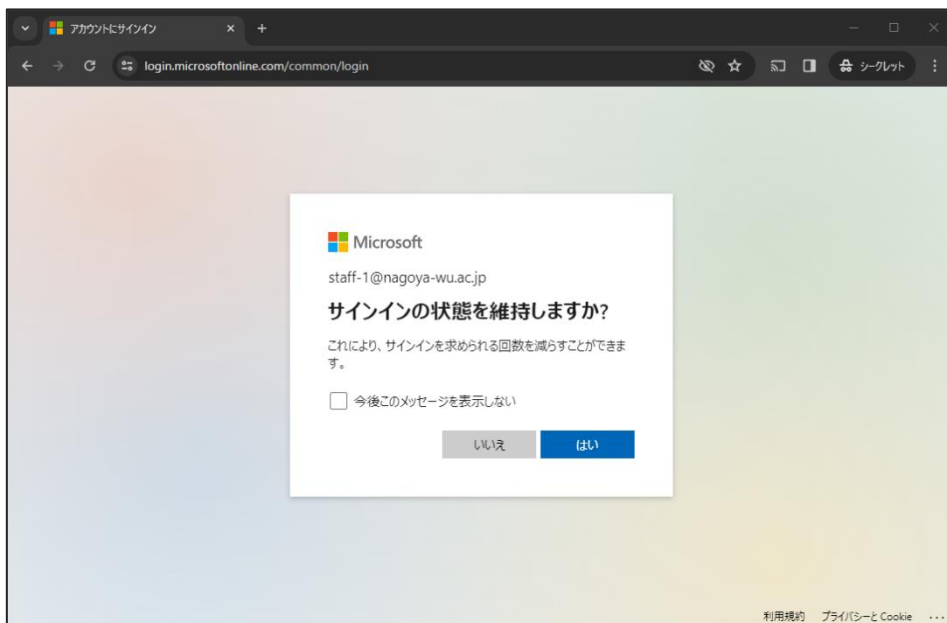 アカウントにサインイン
login.microsoftonline.com/common/login
シークレット
Microsoft
staff-1@nagoya-wu.ac.jp
サインインの状態を維持しますか?
これにより、サインインを求められる回数を減らすことができま
す。
今後このメッセージを表示しない
いいえ はい
利用規約 プライバシーと Cookie ...